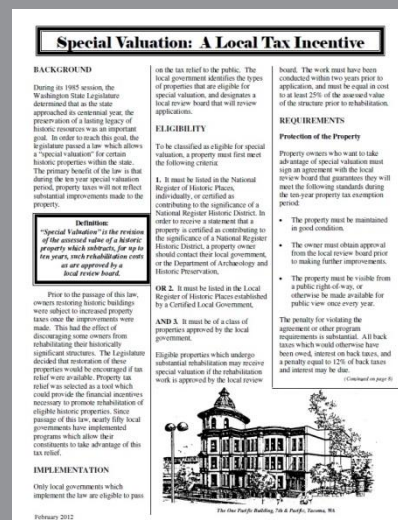 Special Valuation: A Local Tax Incentive
BACKGROUND
During its 1985 session, the
Washington State Legislature
determined that as the state
approached its centennial year, the
preservation of a lasting legacy of
historic resources was an important
goal. In order to reach this goal, the
legislature passed a law which allows
a "special valuation" for certain
historic properties within the state.
The primary benefit of the law is that
during the ten year special valuation
period, property taxes will not reflect
substantial improvements made to the
property.
Definition:
"Special Valuation" is the revision
of the assessed value of a historic
property which subtracts, for up to
ten years, such rehabilitation costs
as are approved by a
local review board.
Prior to the passage of this law,
owners restoring historic buildings
were subject to increased property
taxes once the improvements were
made. This had the effect of
discouraging some owners from
rehabilitating their historically
significant structures. The Legislature
decided that restoration of these
properties would be encouraged if tax
relief were available. Property tax
relief was selected as a tool which
could provide the financial incentives
necessary to promote rehabilitation of
eligible historic properties. Since
passage of this law, nearly fifty local
governments have implemented
programs which allow their
constituents to take advantage of this
tax relief.
IMPLEMENTATION
Only local governments which
implement the law are eligible to pass
on the tax relief to the public. The
local government identifies the types
of properties that are eligible for
special valuation, and designates a
local review board that will review
applications.
ELIGIBILITY
To be classified as eligible for special
valuation, a property must first meet
the following criteria:
1. It must be listed in the National
Register of Historic Places,
individually, or certified as
contributing to the significance of a
National Register Historic District. In
order to receive a statement that a
property is certified as contributing to
the significance of a National Register
Historic District, a property owner
should contact their local government,
or the Department of Archaeology and
Historic Preservation,
OR 2. It must be listed in the Local
Register of Historic Places established
by a Certified Local Government,
AND 3. It must be of a class of
properties approved by the local
government.
Eligible properties which undergo
substantial rehabilitation may receive
special valuation if the rehabilitation
work is approved by the local review
board. The work must have been
conducted within two years prior to
application, and must be equal in cost
to at least 25% of the assessed value
of the structure prior to rehabilitation.
REQUIREMENTS
Protection of the Property
Property owners who want to take
advantage of special valuation must
sign an agreement with the local
review board that guarantees they will
meet the following standards during
the ten-year property tax exemption
period:
• The property must be maintained
in good condition.
• The owner must obtain approval
from the local review board prior
to making further improvements.
• The property must be visible from
a public right-of-way, or
otherwise be made available for
public view once every year.
The penalty for violating the
agreement or other program
requirements is substantial. All back
taxes which would otherwise have
been owed, interest on back taxes, and
a penalty equal to 12% of back taxes
and interest may be due.
(Continued on page 8)
The One Pacific Building, 7th & Pacific, Tacoma, WA
February 2012